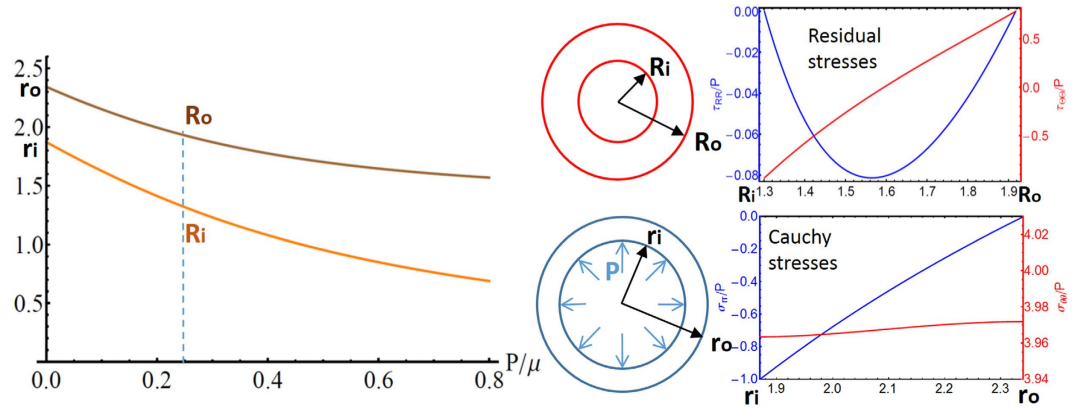 2.5
ro
2.0
ri
1.5
1.0
0.5
0.0
0.2
0.4
0.6
0.8
P/μ
Ro
Ri
Ri
Ro
Residual
stresses
0.00
−0.02
−0.04
−0.06
−0.08
τRR/P
0.5
0.0
−0.5
τΘΘ/P
Ri
1.3
1.4
1.5
1.6
1.7
1.8
1.9
Ro
P
ri
ro
Cauchy
stresses
0.0
−0.2
−0.4
−0.6
−0.8
−1.0
σrr/P
4.02
4.00
3.98
3.96
3.94
σθθ/P
ri
1.9
2.0
2.1
2.2
2.3
ro